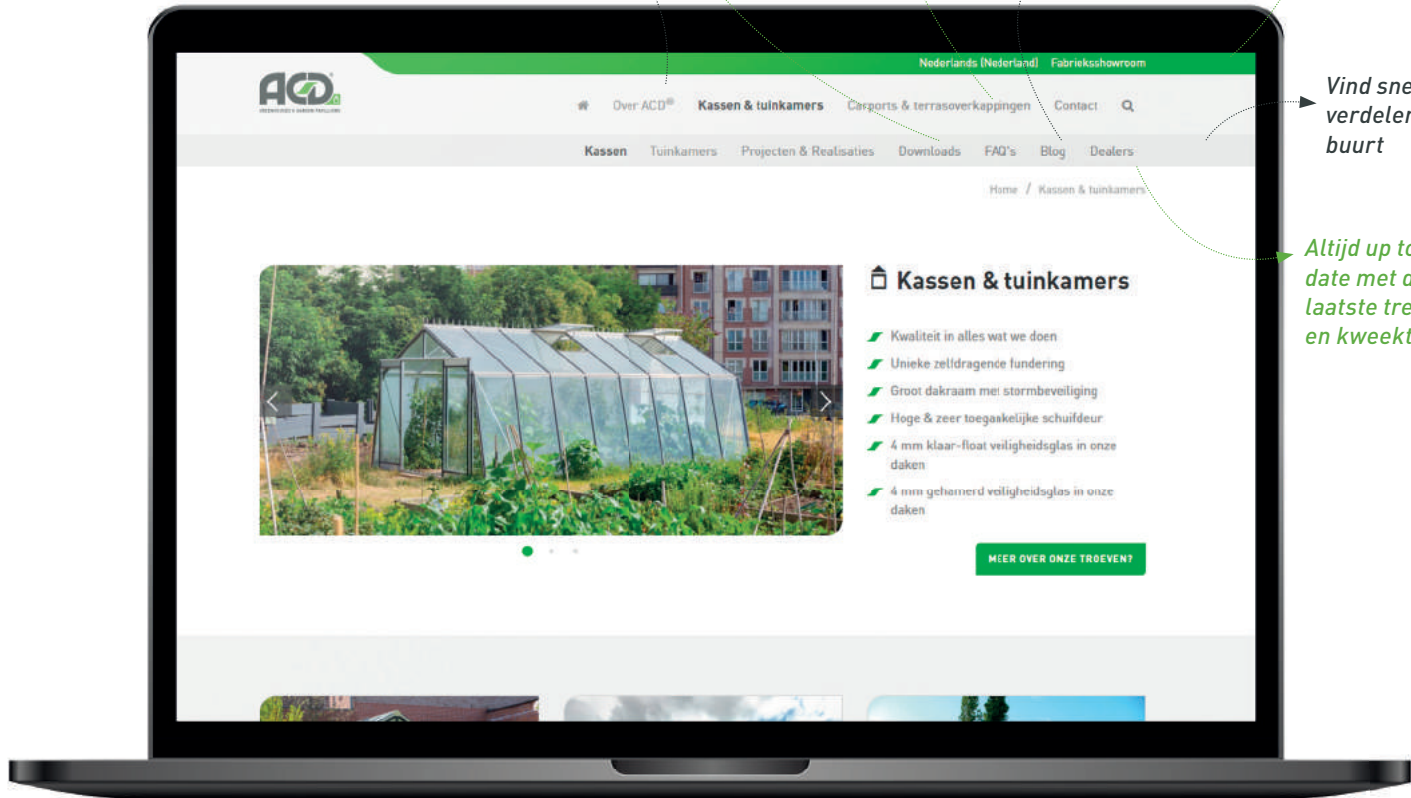 Nederlands (Nederland) Fabrieksshowroom
ACD®
Over ACD® Kassen & tuinkamers Carports & terrasoverkappingen Contact
Kassen Tuinkamers Projecten & Realisaties Downloads FAQ's Blog Dealers
Home / Kassen & tuinkamers
Kassen & tuinkamers
Kwaliteit in alles wat we doen
Unieke zelfdragende fundering
Groot dakraam met stormbeveiliging
Hoge & zeer toegankelijke schuifdeur
4 mm klaar-float veiligheidsglas in onze
daken
4 mm gehamerd veiligheidsglas in onze
daken
MEER OVER ONZE TROEVEN?
Vind sne
verdeler
buurt
Altijd up to
date met d
laatste tre
en kweekt